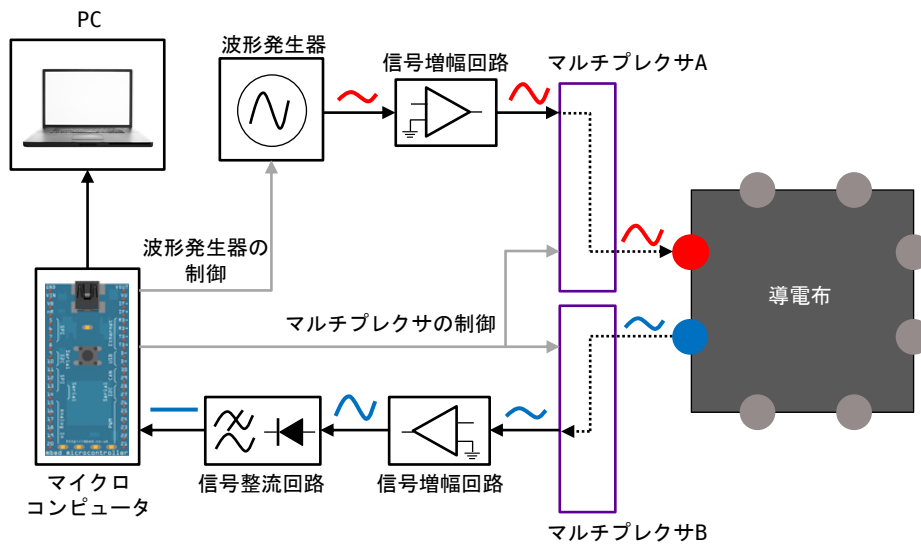 PC
波形発生器
信号増幅回路
マルチプレクサA
波形発生器の
制御
導電布
マルチプレクサの制御
mbed microcontroller
マイクロ
コンピュータ
信号整流回路
信号増幅回路
マルチプレクサB